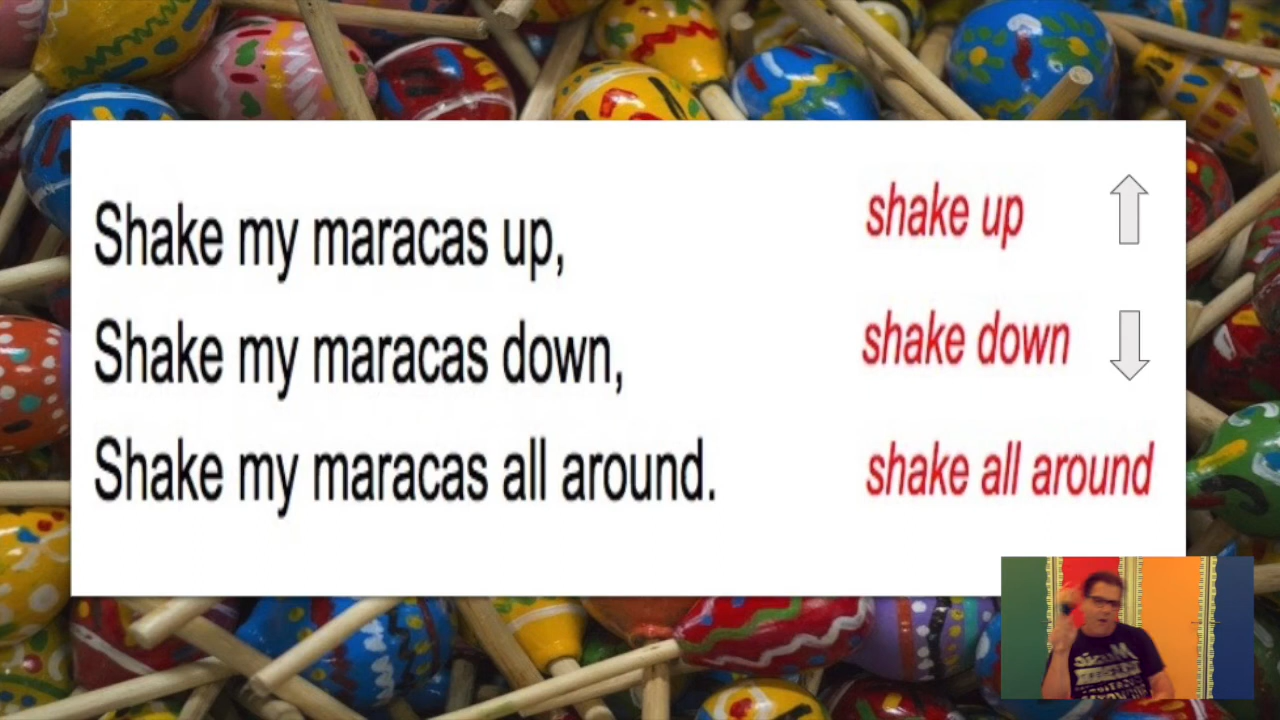 Shake my maracas up,
shake up
Shake my maracas down,
shake down
Shake my maracas all around.
shake all around